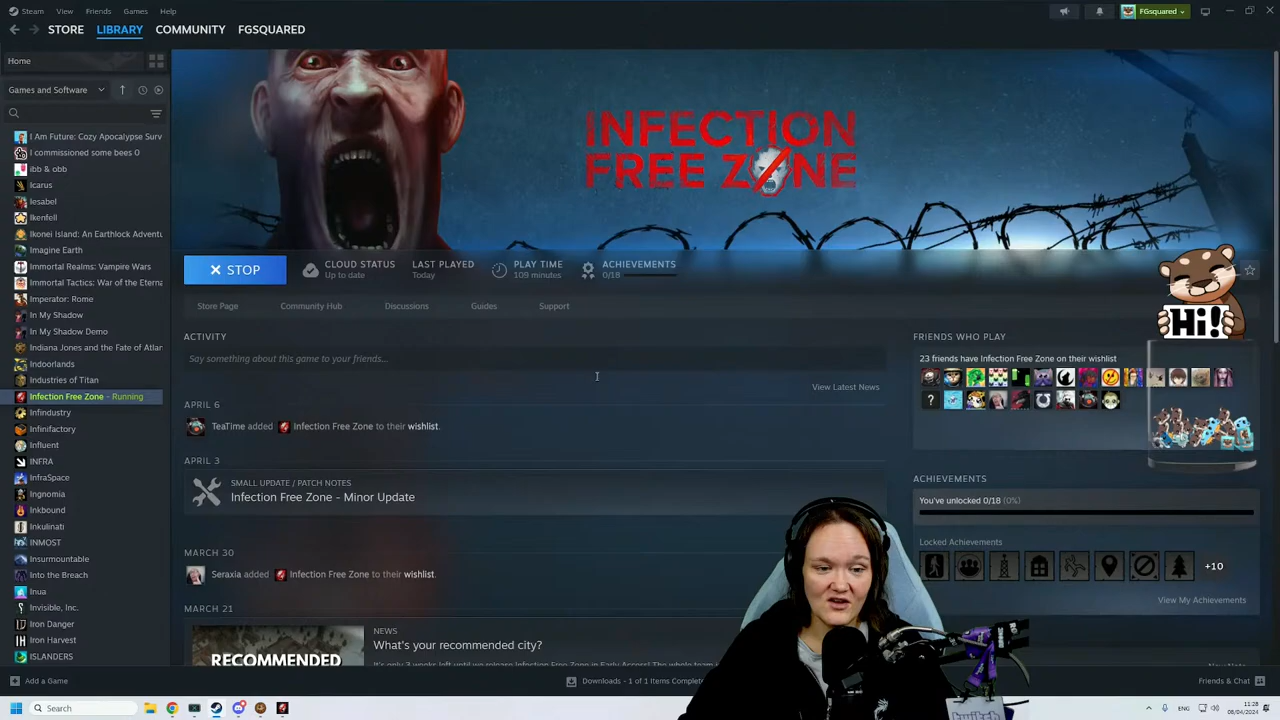 Steam View Friends Games Help
FGSquared
STORE LIBRARY COMMUNITY FGSQUARED
Home
Games and Software
I Am Future: Cozy Apocalypse Surv
I commissioned some bees 0
ibb & obb
Icarus
Iesabel
Ikenfell
Ikonei Island: An Earthlock Adventu
Imagine Earth
Immortal Realms: Vampire Wars
Immortal Tactics: War of the Eterna
Imperator: Rome
In My Shadow
In My Shadow Demo
Indiana Jones and the Fate of Atlan
Indoorlands
Industries of Titan
Infection Free Zone - Running
Infindustry
Infinifactory
Influent
INFRA
InfraSpace
Ingnomia
Inkbound
Inkulinati
INMOST
Insurmountable
Into the Breach
Inua
Invisible, Inc.
Iron Danger
Iron Harvest
ISLANDERS
INFECTION
FREE ZONE
STOP
CLOUD STATUS
Up to date
LAST PLAYED
Today
PLAY TIME
109 minutes
ACHIEVEMENTS
0/18
Store Page Community Hub Discussions Guides Support
Hi!
ACTIVITY
Say something about this game to your friends...
View Latest News
APRIL 6
TeaTime added Infection Free Zone to their wishlist.
APRIL 3
SMALL UPDATE / PATCH NOTES
Infection Free Zone - Minor Update
MARCH 30
Seraxia added Infection Free Zone to their wishlist.
MARCH 21
RECOMMENDED
NEWS
What's your recommended city?
FRIENDS WHO PLAY
23 friends have Infection Free Zone on their wishlist
?
ACHIEVEMENTS
You've unlocked 0/18 (0%)
Locked Achievements
+10
View My Achievements
Add a Game
Downloads - 1 of 1 Items Complete
Friends & Chat
Search
ENG
11:28
08/04/2024